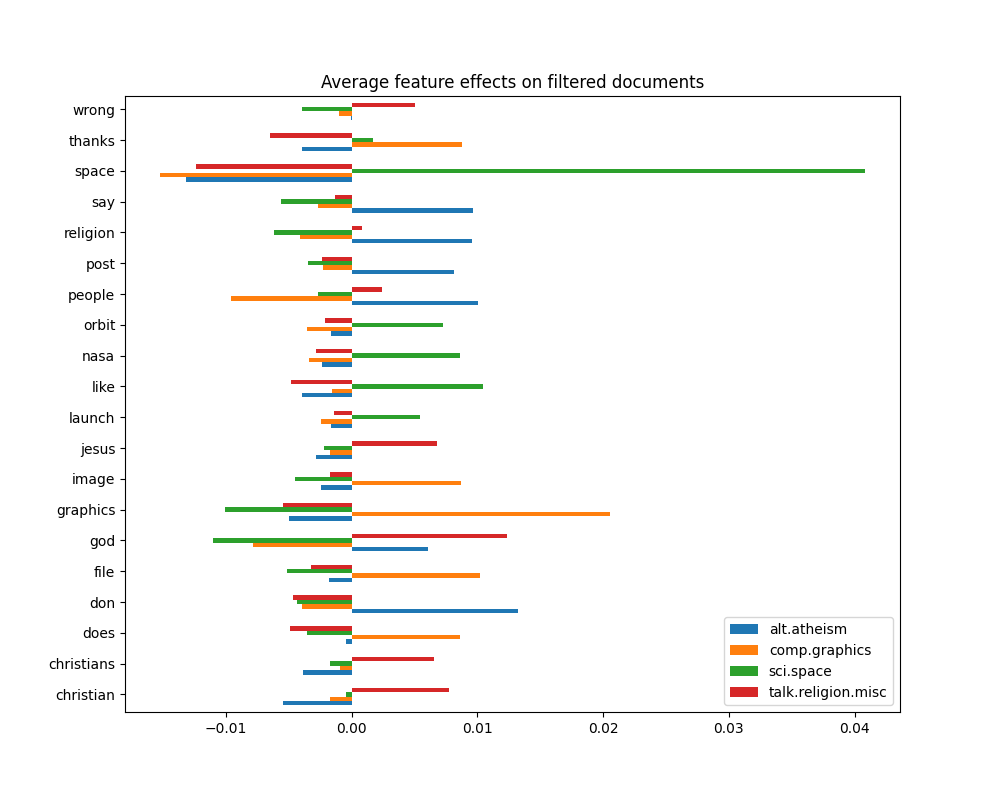 Average feature effects on filtered documents
wrong
thanks
space
say
religion
post
people
orbit
nasa
like
launch
jesus
image
graphics
god
file
don
does
christians
christian
alt.atheism
comp.graphics
sci.space
talk.religion.misc
−0.01 0.00 0.01 0.02 0.03 0.04